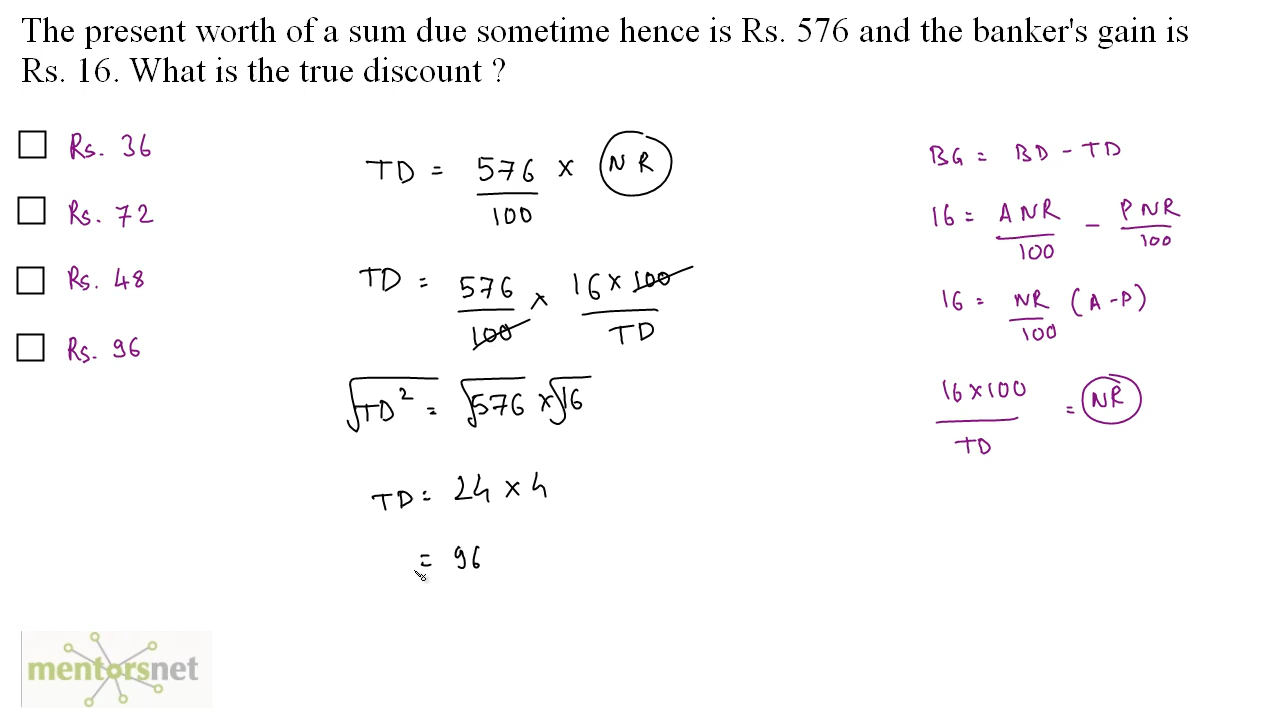 The present worth of a sum due sometime hence is Rs. 576 and the banker's gain is
Rs. 16. What is the true discount ?
Rs. 36
Rs. 72
Rs. 48
Rs. 96
TD = 576/100 × NR
TD = 576/100 × 16 × 100/TD
√TD² = √576 × √16
TD = 24 × 4
= 96
BG = BD - TD
16 = ANR/100 - PNR/100
16 = NR/100 (A-P)
16×100/TD = NR
mentorsnet